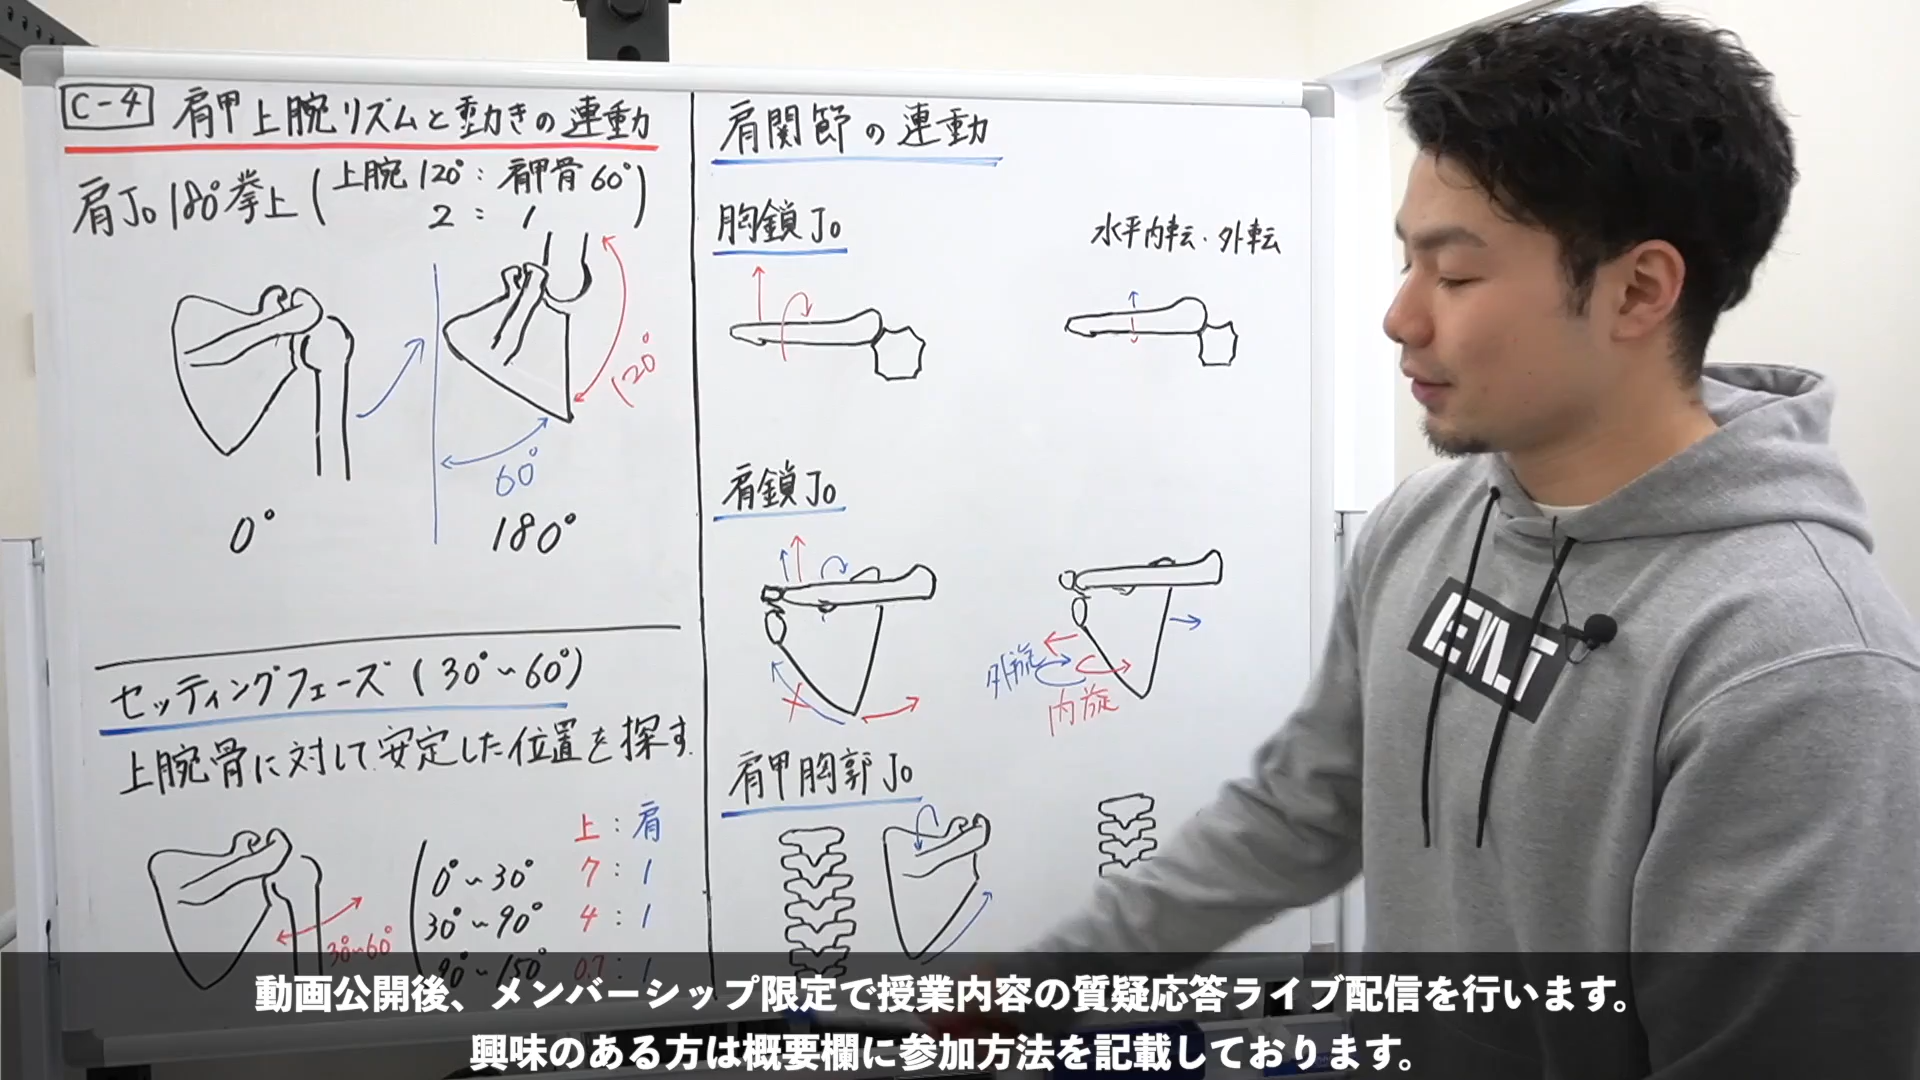 C-4 肩甲上腕リズムと動きの連動
肩J。180°挙上(上腕120°:肩甲骨60°)
2 : 1
120°
60°
0°
180°
セッティングフェーズ(30°~60°)
上腕骨に対して安定した位置を探す.
上:肩
0°~30° 7:1
30°~90° 4:1
90°~150° 0.7:1
30°~60°
肩関節の連動
胸鎖J。
水平内転・外転
肩鎖J。
外旋
内旋
肩甲胸郭J。
EVLT
動画公開後、メンバーシップ限定で授業内容の質疑応答ライブ配信を行います。
興味のある方は概要欄に参加方法を記載しております。